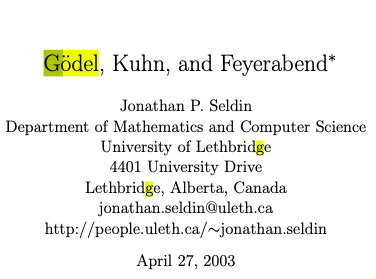 Gödel, Kuhn, and Feyerabend*
Jonathan P. Seldin
Department of Mathematics and Computer Science
University of Lethbridge
4401 University Drive
Lethbridge, Alberta, Canada
jonathan.seldin@uleth.ca
http://people.uleth.ca/∼jonathan.seldin
April 27, 2003